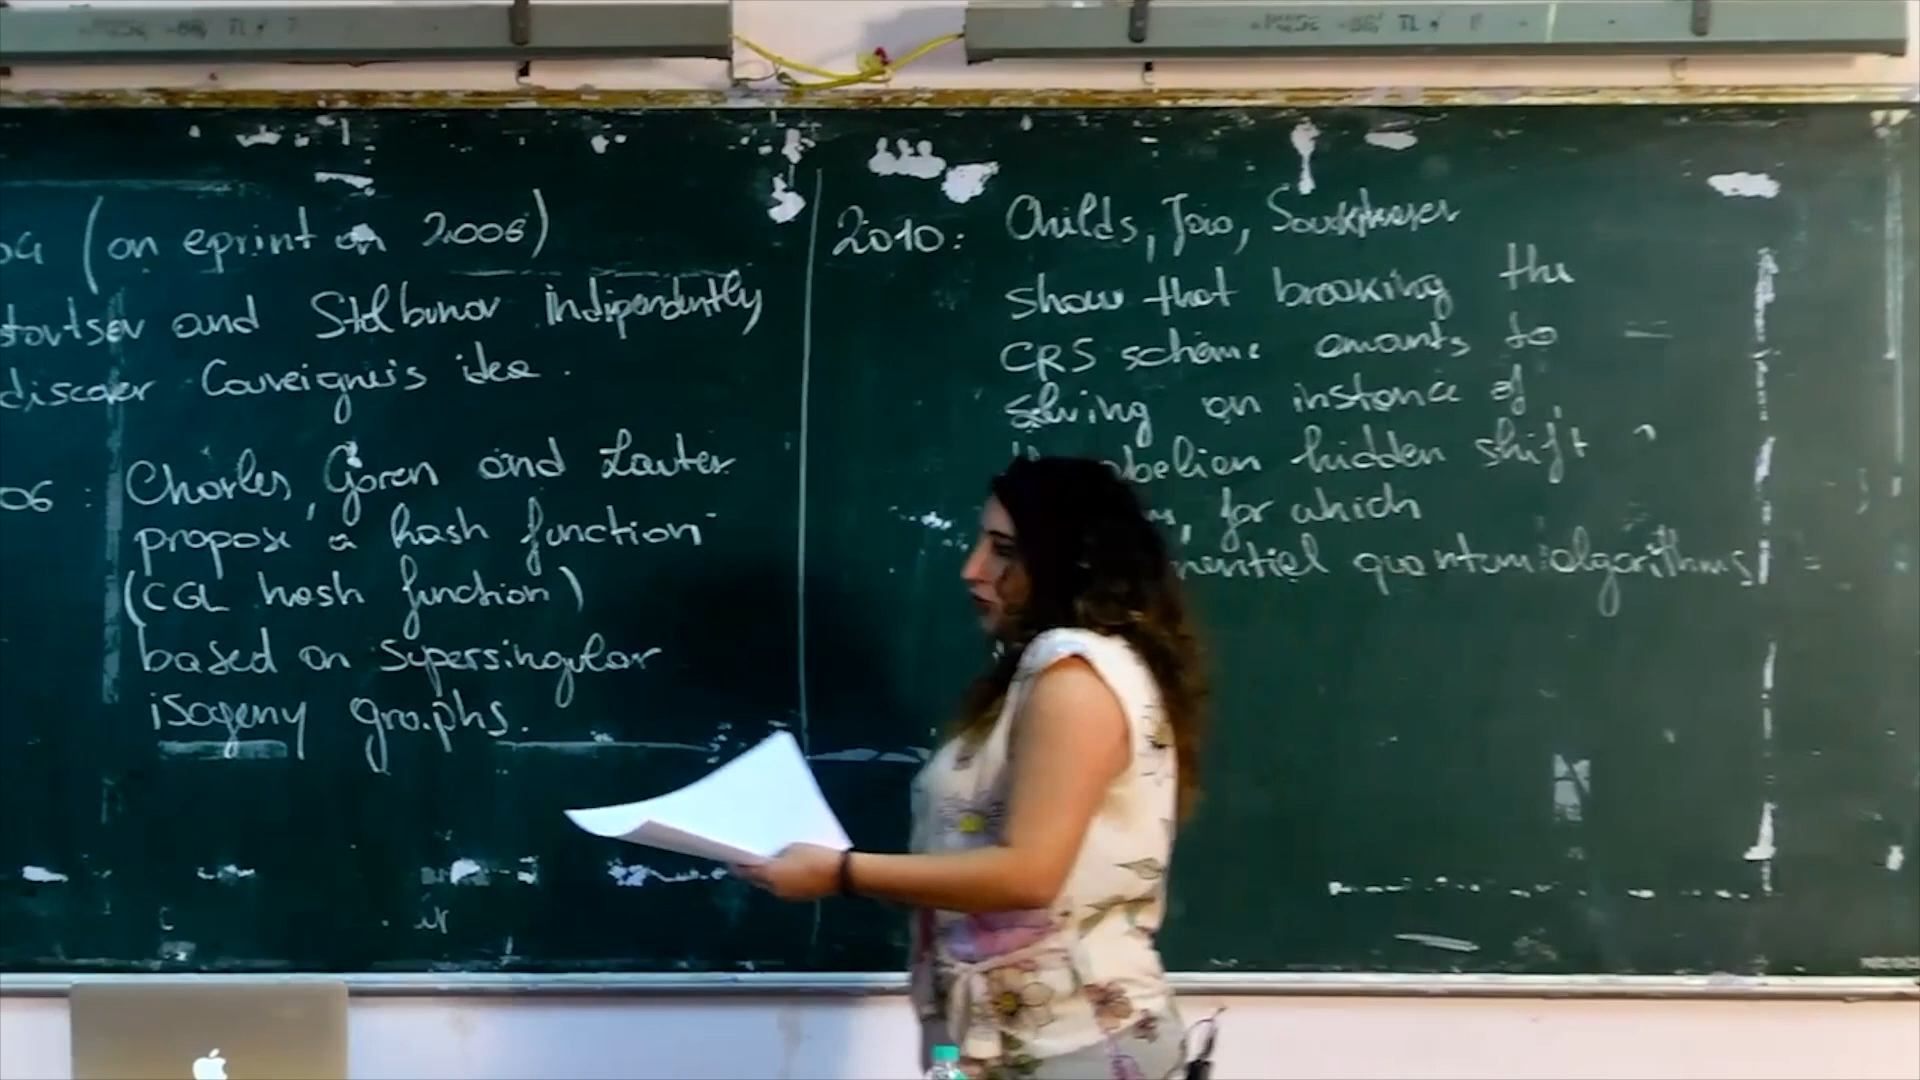 (on eprint on 2006)
and Stolbunov indipendently
discover Couveignes's idea.
06: Charles, Goren and Lauter
propose a hash function
(CGL hash function)
based on supersingular
isogeny graphs.
2010: Childs, Jao, Soukharev
show that breaking the
CRS scheme amounts to
solving an instance of
abelian hidden shift
, for which
quantum algorithms